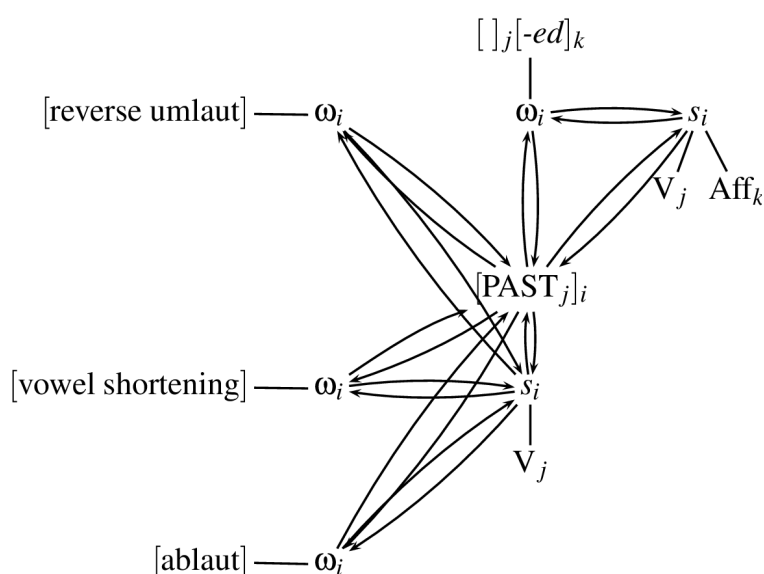 [ ]j[-ed]k
[reverse umlaut] ωi ωi si
Vj Affk
[PASTj]i
[vowel shortening] ωi si
Vj
[ablaut] ωi